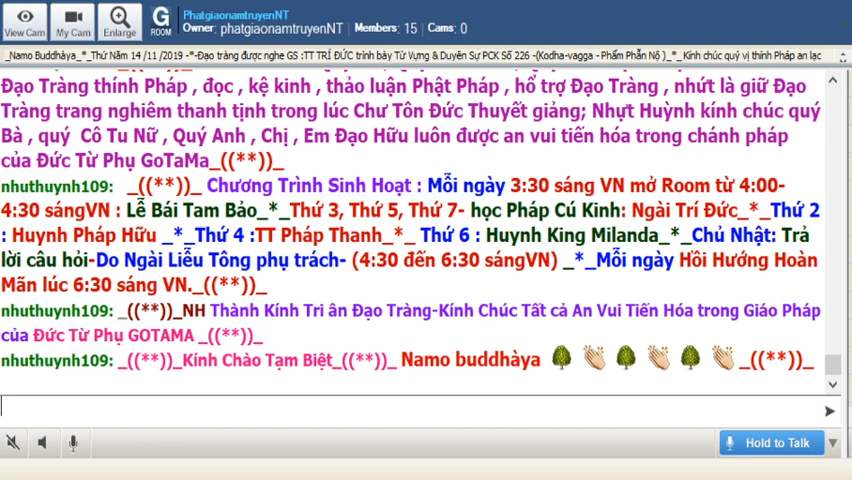 View Cam
My Cam
Enlarge
G
ROOM
PhatgiaonamtruyenNT
Owner: phatgiaonamtruyenNT | Members: 15 | Cams: 0
_Namo Buddhàya_*_Thứ Năm 14 /11 /2019 -*-Đạo tràng được nghe GS :TT TRÍ ĐỨC trình bày Từ Vựng & Duyên Sự PCK Số 226 -(Kodha-vagga - Phẩm Phẫn Nộ )_*_ Kính chúc quý vị thính Pháp an lạc
Đạo Tràng thính Pháp , đọc , kệ kinh , thảo luận Phật Pháp , hổ trợ Đạo Tràng , nhứt là giữ Đạo
Tràng trang nghiêm thanh tịnh trong lúc Chư Tôn Đức Thuyết giảng; Nhựt Huỳnh kính chúc quý
Bà , quý Cô Tu Nữ , Quý Anh , Chị , Em Đạo Hữu luôn được an vui tiến hóa trong chánh pháp
của Đức Từ Phụ GoTaMa_((**))_
nhuthuynh109: _((**))_ Chương Trình Sinh Hoạt : Mỗi ngày 3:30 sáng VN mở Room từ 4:00-
4:30 sángVN : Lễ Bái Tam Bảo_*_Thứ 3, Thứ 5, Thứ 7- học Pháp Cú Kinh: Ngài Trí Đức_*_Thứ 2
: Huynh Pháp Hữu _*_Thứ 4 :TT Pháp Thanh_*_ Thứ 6 : Huynh King Milanda_*_Chủ Nhật: Trả
lời câu hỏi-Do Ngài Liễu Tông phụ trách- (4:30 đến 6:30 sángVN) _*_Mỗi ngày Hồi Hướng Hoàn
Mãn lúc 6:30 sáng VN._((**))_
nhuthuynh109: _((**))_NH Thành Kính Tri ân Đạo Tràng-Kính Chúc Tất cả An Vui Tiến Hóa trong Giáo Pháp
của Đức Từ Phụ GOTAMA _((**))_
nhuthuynh109: _((**))_Kính Chào Tạm Biệt_((**))_ Namo buddhàya _((**))_
Hold to Talk